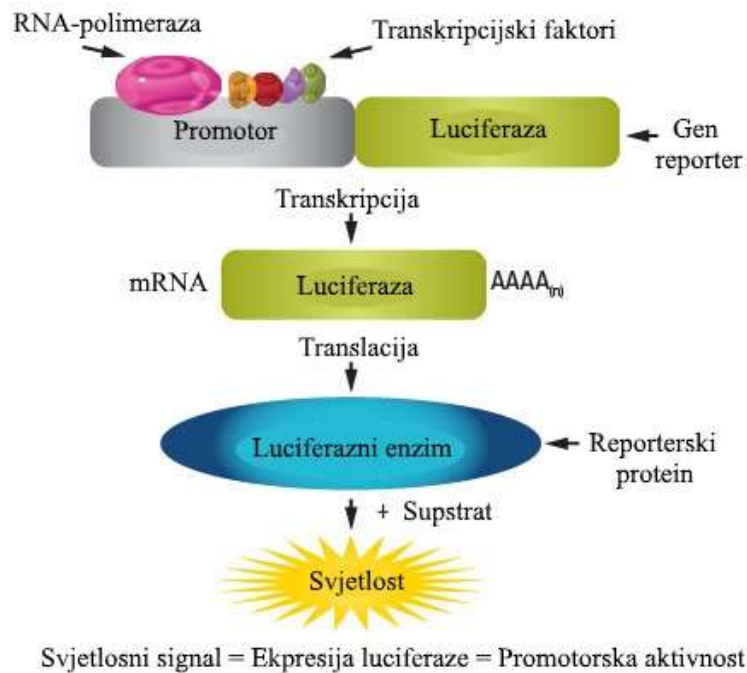 RNA-polimeraza
Transkripcijski faktori
Promotor
Luciferaza
Gen
reporter
Transkripcija
mRNA
Luciferaza
AAAA(n)
Translacija
Luciferazni enzim
Reporterski
protein
+ Supstrat
Svjetlost
Svjetlosni signal = Ekpresija luciferaze = Promotorska aktivnost